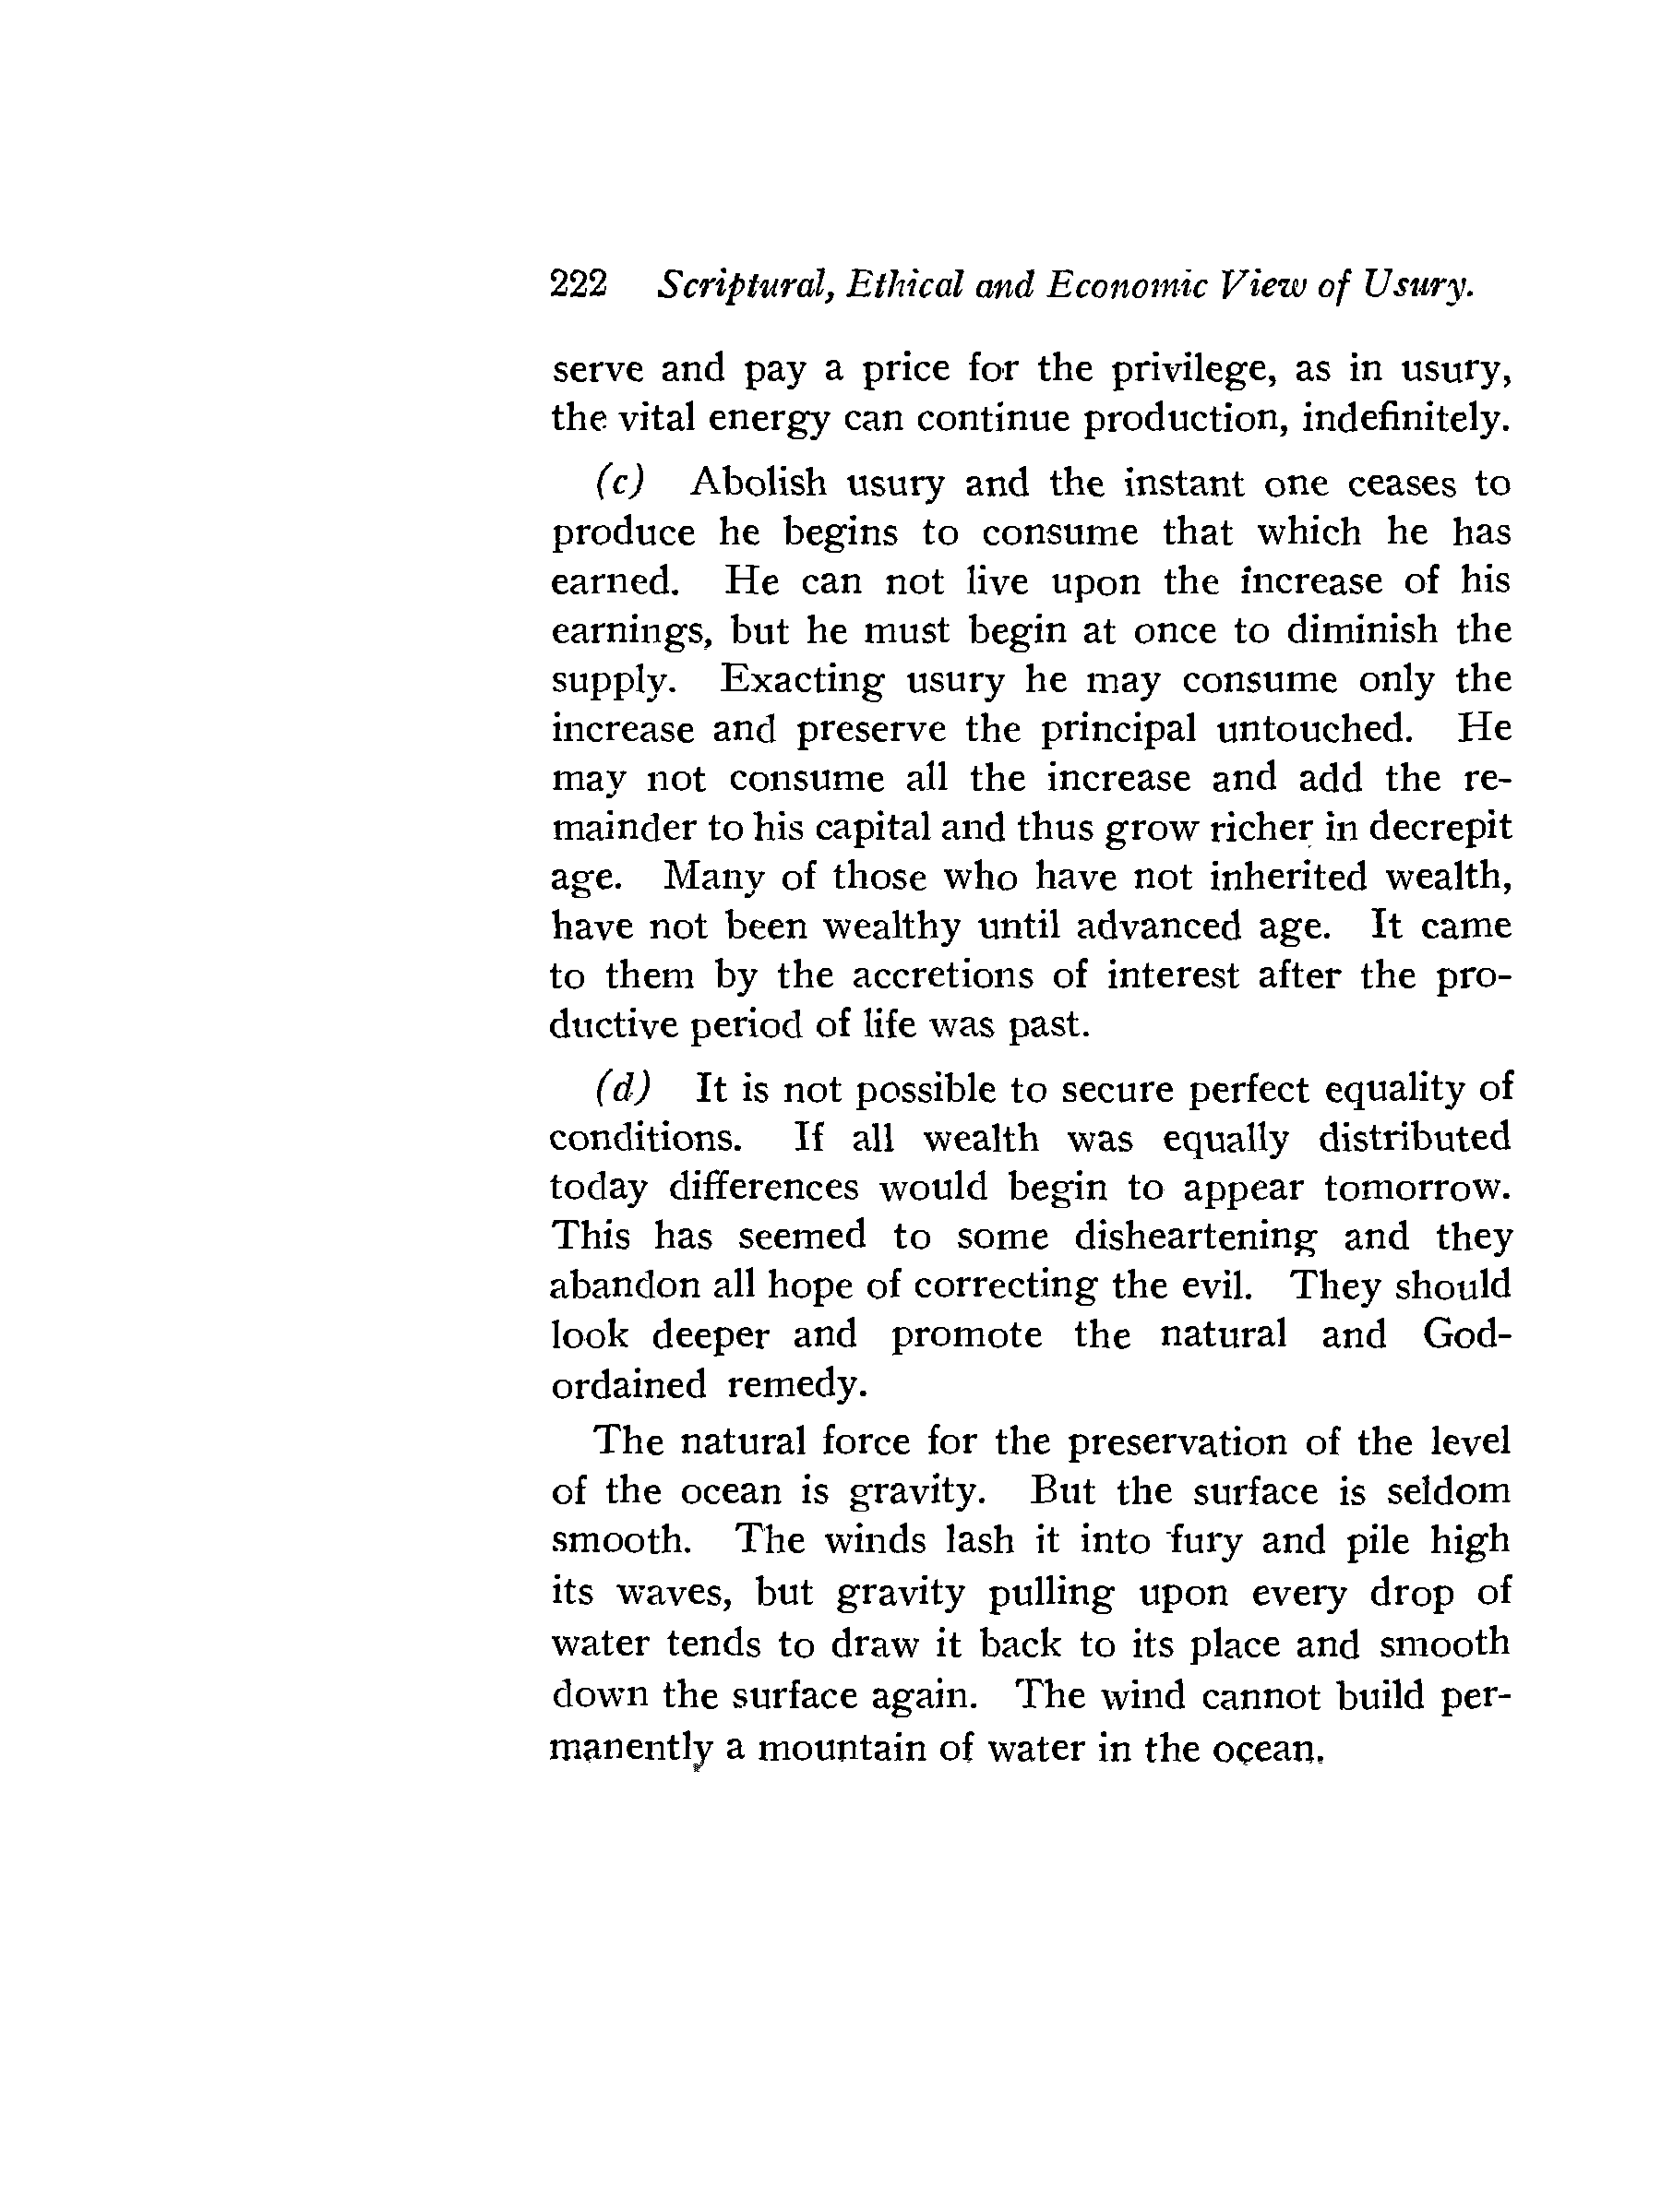 222 Scriptural, Ethical and Economic View of Usury.
serve and pay a price for the privilege, as in usury,
the vital energy can continue production, indefinitely.
(c) Abolish usury and the instant one ceases to
produce he begins to consume that which he has
earned. He can not live upon the increase of his
earnings, but he must begin at once to diminish the
supply. Exacting usury he may consume only the
increase and preserve the principal untouched. He
may not consume all the increase and add the re-
mainder to his capital and thus grow richer in decrepit
age. Many of those who have not inherited wealth,
have not been wealthy until advanced age. It came
to them by the accretions of interest after the pro-
ductive period of life was past.
(d) It is not possible to secure perfect equality of
conditions. If all wealth was equally distributed
today differences would begin to appear tomorrow.
This has seemed to some disheartening and they
abandon all hope of correcting the evil. They should
look deeper and promote the natural and God-
ordained remedy.
The natural force for the preservation of the level
of the ocean is gravity. But the surface is seldom
smooth. The winds lash it into fury and pile high
its waves, but gravity pulling upon every drop of
water tends to draw it back to its place and smooth
down the surface again. The wind cannot build per-
manently a mountain of water in the ocean.